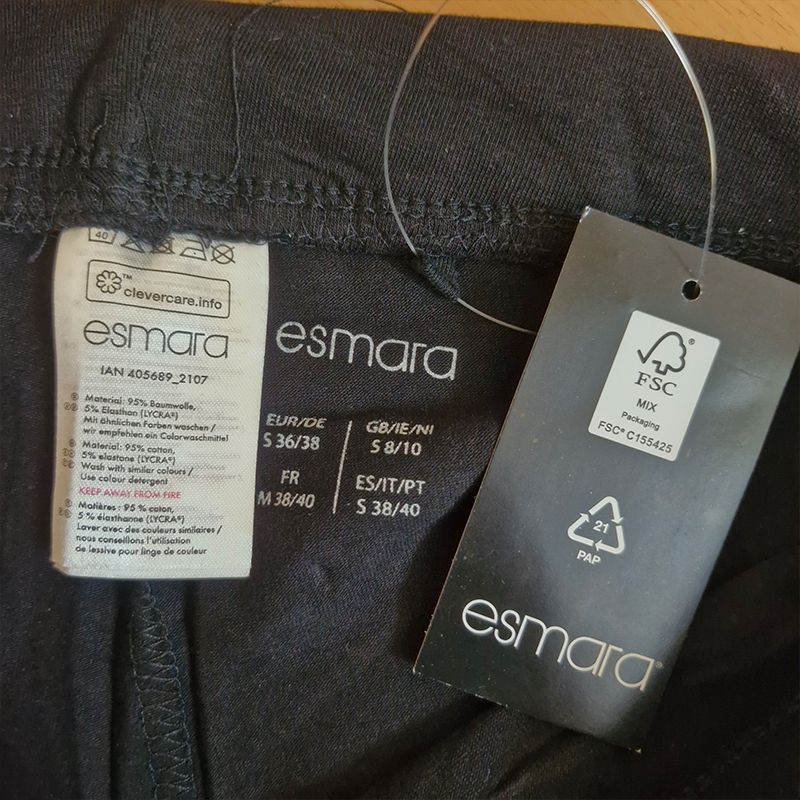 40
clevercare.info™
esmara
IAN 405689_2107
Material: 95% Baumwolle,
5% Elasthan (LYCRA®)
Mit ähnlichen Farben waschen /
wir empfehlen ein Colorwaschmittel
Material: 95% cotton,
5% elastane (LYCRA®)
Wash with similar colours /
Use colour detergent
KEEP AWAY FROM FIRE
Matières : 95 % coton,
5 % élasthanne (LYCRA®)
Laver avec des couleurs similaires /
nous conseillons l'utilisation
de lessive pour linge de couleur
esmara
EUR/DE
S 36/38
GB/IE/NI
S 8/10
FR
M 38/40
ES/IT/PT
S 38/40
FSC®
MIX
Packaging
FSC® C155425
21
PAP
esmara®